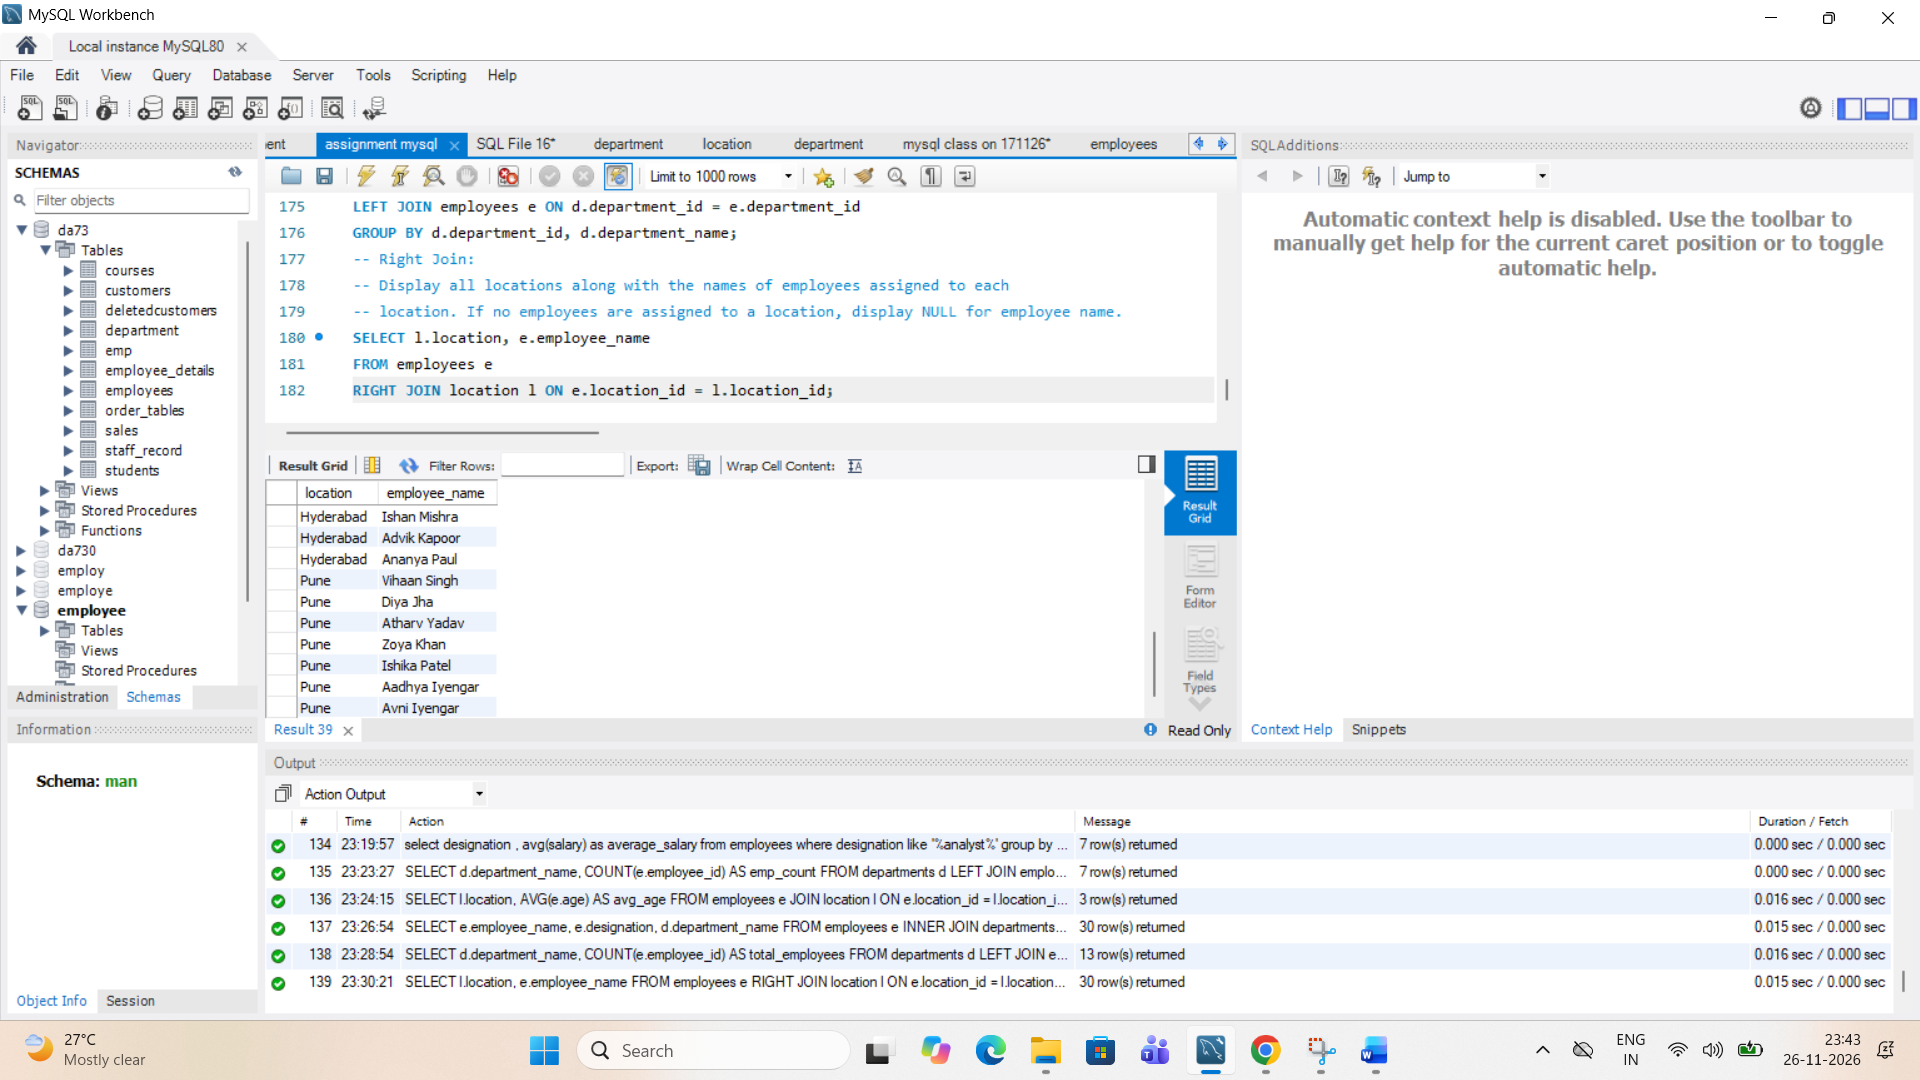 MySQL Workbench
Local instance MySQL80
File Edit View Query Database Server Tools Scripting Help
Navigator
SCHEMAS
Filter objects
da73
Tables
courses
customers
deletedcustomers
department
emp
employee_details
employees
order_tables
sales
staff_record
students
Views
Stored Procedures
Functions
da730
employ
employe
employee
Tables
Views
Stored Procedures
Administration Schemas
Information
Schema: man
Object Info Session
ent assignment mysql SQL File 16* department location department mysql class on 171126* employees
Limit to 1000 rows
175 LEFT JOIN employees e ON d.department_id = e.department_id
176 GROUP BY d.department_id, d.department_name;
177 -- Right Join:
178 -- Display all locations along with the names of employees assigned to each
179 -- location. If no employees are assigned to a location, display NULL for employee name.
180 SELECT l.location, e.employee_name
181 FROM employees e
182 RIGHT JOIN location l ON e.location_id = l.location_id;
Result Grid Filter Rows: Export: Wrap Cell Content:
location employee_name
Hyderabad Ishan Mishra
Hyderabad Advik Kapoor
Hyderabad Ananya Paul
Pune Vihaan Singh
Pune Diya Jha
Pune Atharv Yadav
Pune Zoya Khan
Pune Ishika Patel
Pune Aadhya Iyengar
Pune Avni Iyengar
Result Grid
Form Editor
Field Types
Result 39 Read Only
SQLAdditions
Jump to
Automatic context help is disabled. Use the toolbar to
manually get help for the current caret position or to toggle
automatic help.
Context Help Snippets
Output
Action Output
# Time Action Message Duration / Fetch
134 23:19:57 select designation , avg(salary) as average_salary from employees where designation like "%analyst%' group by ... 7 row(s) returned 0.000 sec / 0.000 sec
135 23:23:27 SELECT d.department_name, COUNT(e.employee_id) AS emp_count FROM departments d LEFT JOIN emplo... 7 row(s) returned 0.000 sec / 0.000 sec
136 23:24:15 SELECT l.location, AVG(e.age) AS avg_age FROM employees e JOIN location l ON e.location_id = l.location_i... 3 row(s) returned 0.016 sec / 0.000 sec
137 23:26:54 SELECT e.employee_name, e.designation, d.department_name FROM employees e INNER JOIN departments... 30 row(s) returned 0.015 sec / 0.000 sec
138 23:28:54 SELECT d.department_name, COUNT(e.employee_id) AS total_employees FROM departments d LEFT JOIN e... 13 row(s) returned 0.016 sec / 0.000 sec
139 23:30:21 SELECT l.location, e.employee_name FROM employees e RIGHT JOIN location l ON e.location_id = l.location... 30 row(s) returned 0.015 sec / 0.000 sec
27°C
Mostly clear
Search
ENG
IN
23:43
26-11-2026